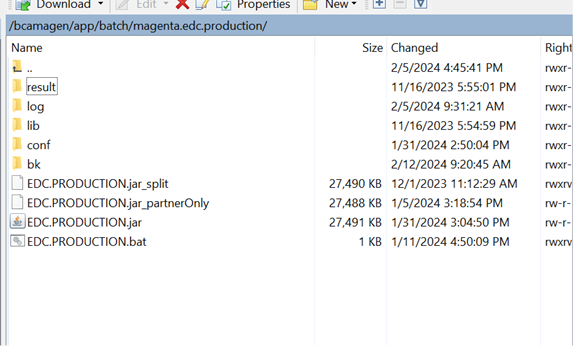 Download Edit Properties New
/bcamagen/app/batch/magenta.edc.production/
Name Size Changed Right
.. 2/5/2024 4:45:41 PM rwxr-
result 11/16/2023 5:55:01 PM rwxr-
log 2/5/2024 9:31:21 AM rwxr-
lib 11/16/2023 5:54:59 PM rwxr-
conf 1/31/2024 2:50:04 PM rwxr-
bk 2/12/2024 9:20:45 AM rwxr-
EDC.PRODUCTION.jar_split 27,490 KB 12/1/2023 11:12:29 AM rwxrw
EDC.PRODUCTION.jar_partnerOnly 27,488 KB 1/5/2024 3:18:54 PM rw-r-
EDC.PRODUCTION.jar 27,491 KB 1/31/2024 3:04:50 PM rw-r-
EDC.PRODUCTION.bat 1 KB 1/11/2024 4:50:09 PM rwxrw